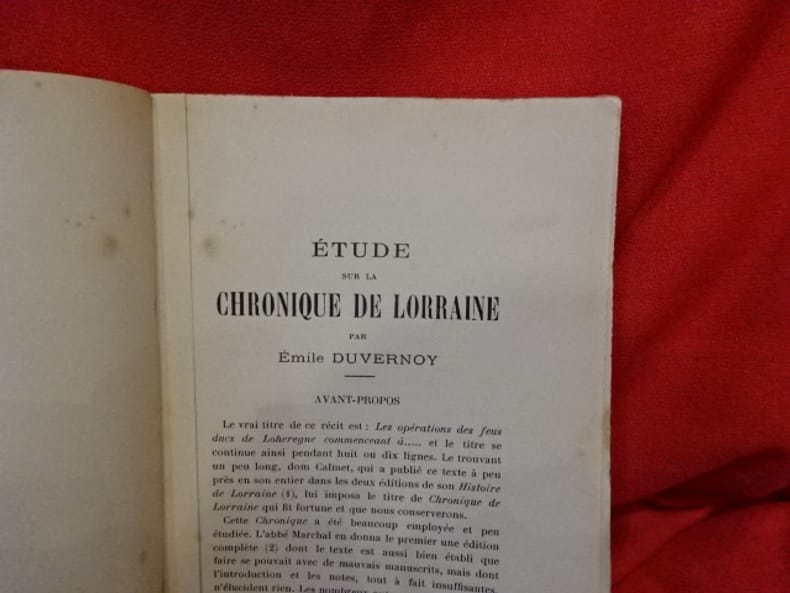 ÉTUDE
SUR LA
CHRONIQUE DE LORRAINE
PAR
Émile DUVERNOY
AVANT-PROPOS
Le vrai titre de ce récit est : Les opérations des feus
ducs de Loheregne commenceant à..... et le titre se
continue ainsi pendant huit ou dix lignes. Le trouvant
un peu long, dom Calmet, qui a publié ce texte à peu
près en son entier dans les deux éditions de son Histoire
de Lorraine (1), lui imposa le titre de Chronique de
Lorraine qui fit fortune et que nous conserverons.
Cette Chronique a été beaucoup employée et peu
étudiée. L'abbé Marchal en donna le premier une édition
complète (2) dont le texte est aussi bien établi que
faire se pouvait avec de mauvais manuscrits, mais dont
l'introduction et les notes, tout à fait insuffisantes,
n'élucident rien. Les nombreux